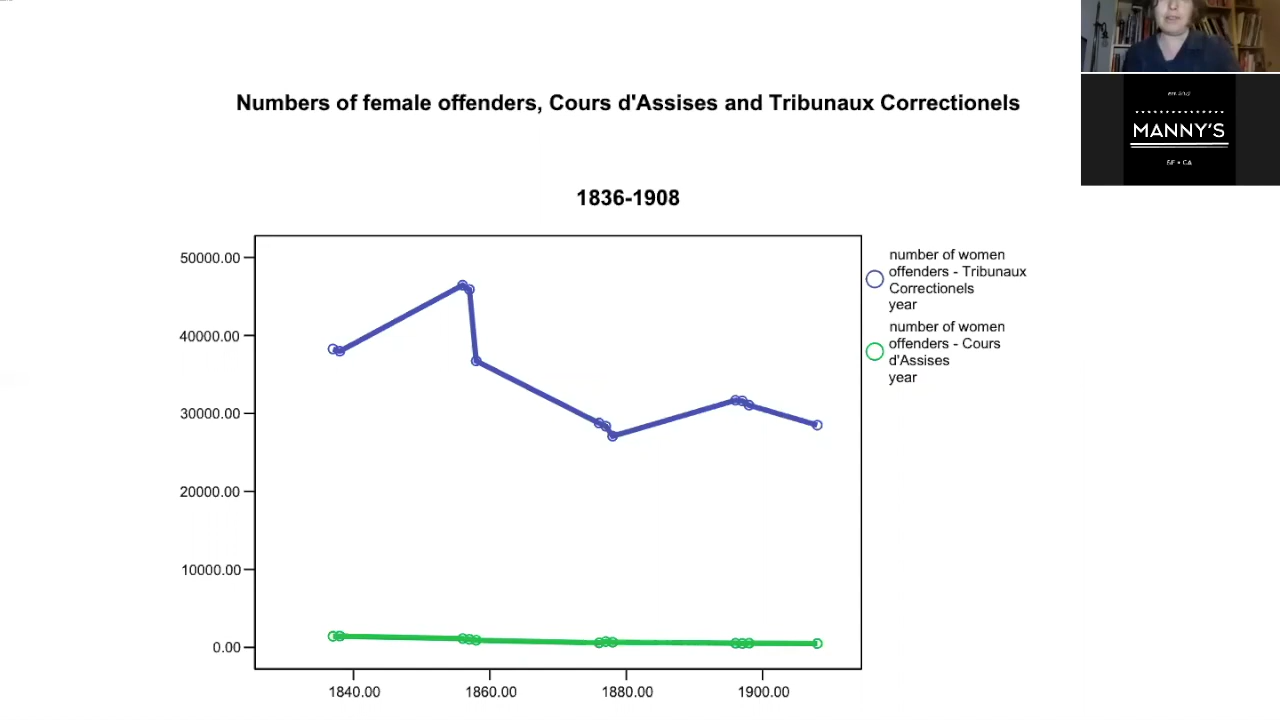 Numbers of female offenders, Cours d'Assises and Tribunaux Correctionels
1836-1908
50000.00
40000.00
30000.00
20000.00
10000.00
0.00
1840.00
1860.00
1880.00
1900.00
number of women
offenders - Tribunaux
Correctionels
year
number of women
offenders - Cours
d'Assises
year
MANNY'S
SF • CA